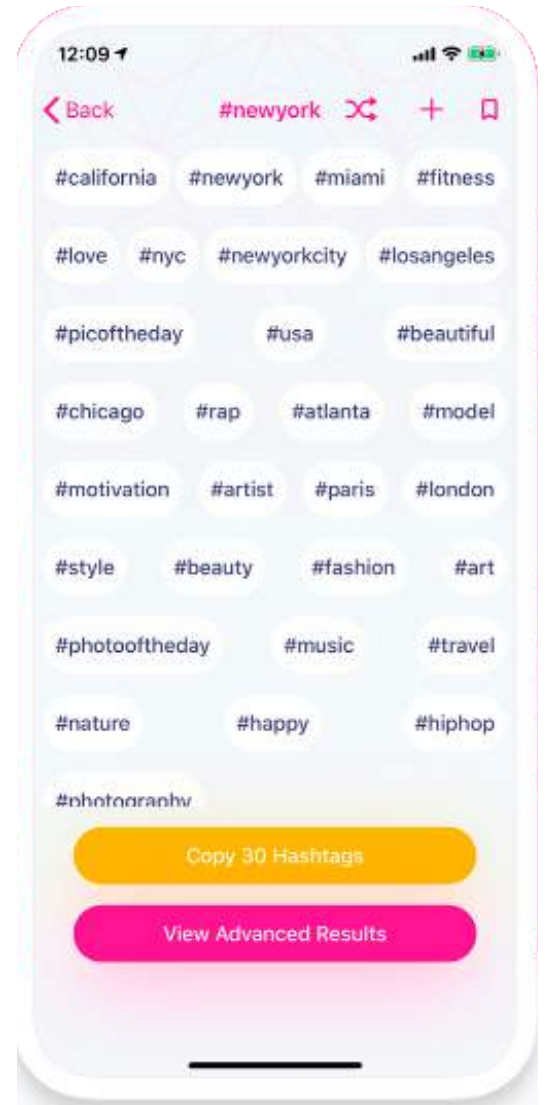 12:09
Back #newyork
#california #newyork #miami #fitness
#love #nyc #newyorkcity #losangeles
#picoftheday #usa #beautiful
#chicago #rap #atlanta #model
#motivation #artist #paris #london
#style #beauty #fashion #art
#photooftheday #music #travel
#nature #happy #hiphop
#photography
Copy 30 Hashtags
View Advanced Results